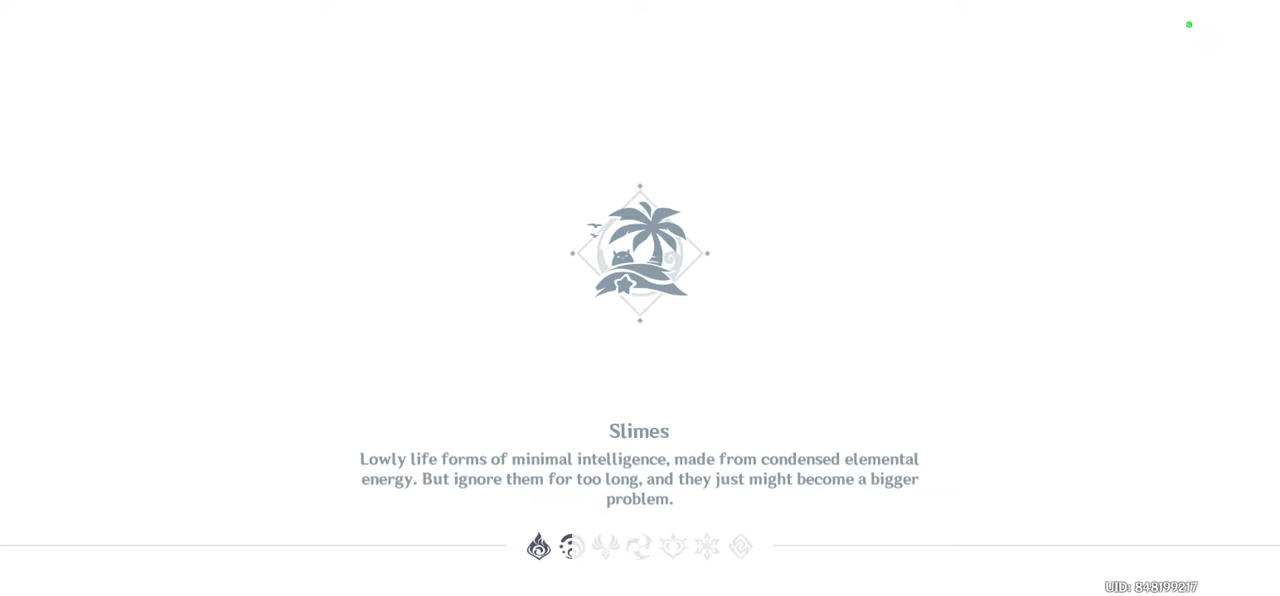 Slimes
Lowly life forms of minimal intelligence, made from condensed elemental
energy. But ignore them for too long, and they just might become a bigger
problem.
UID: 848199217